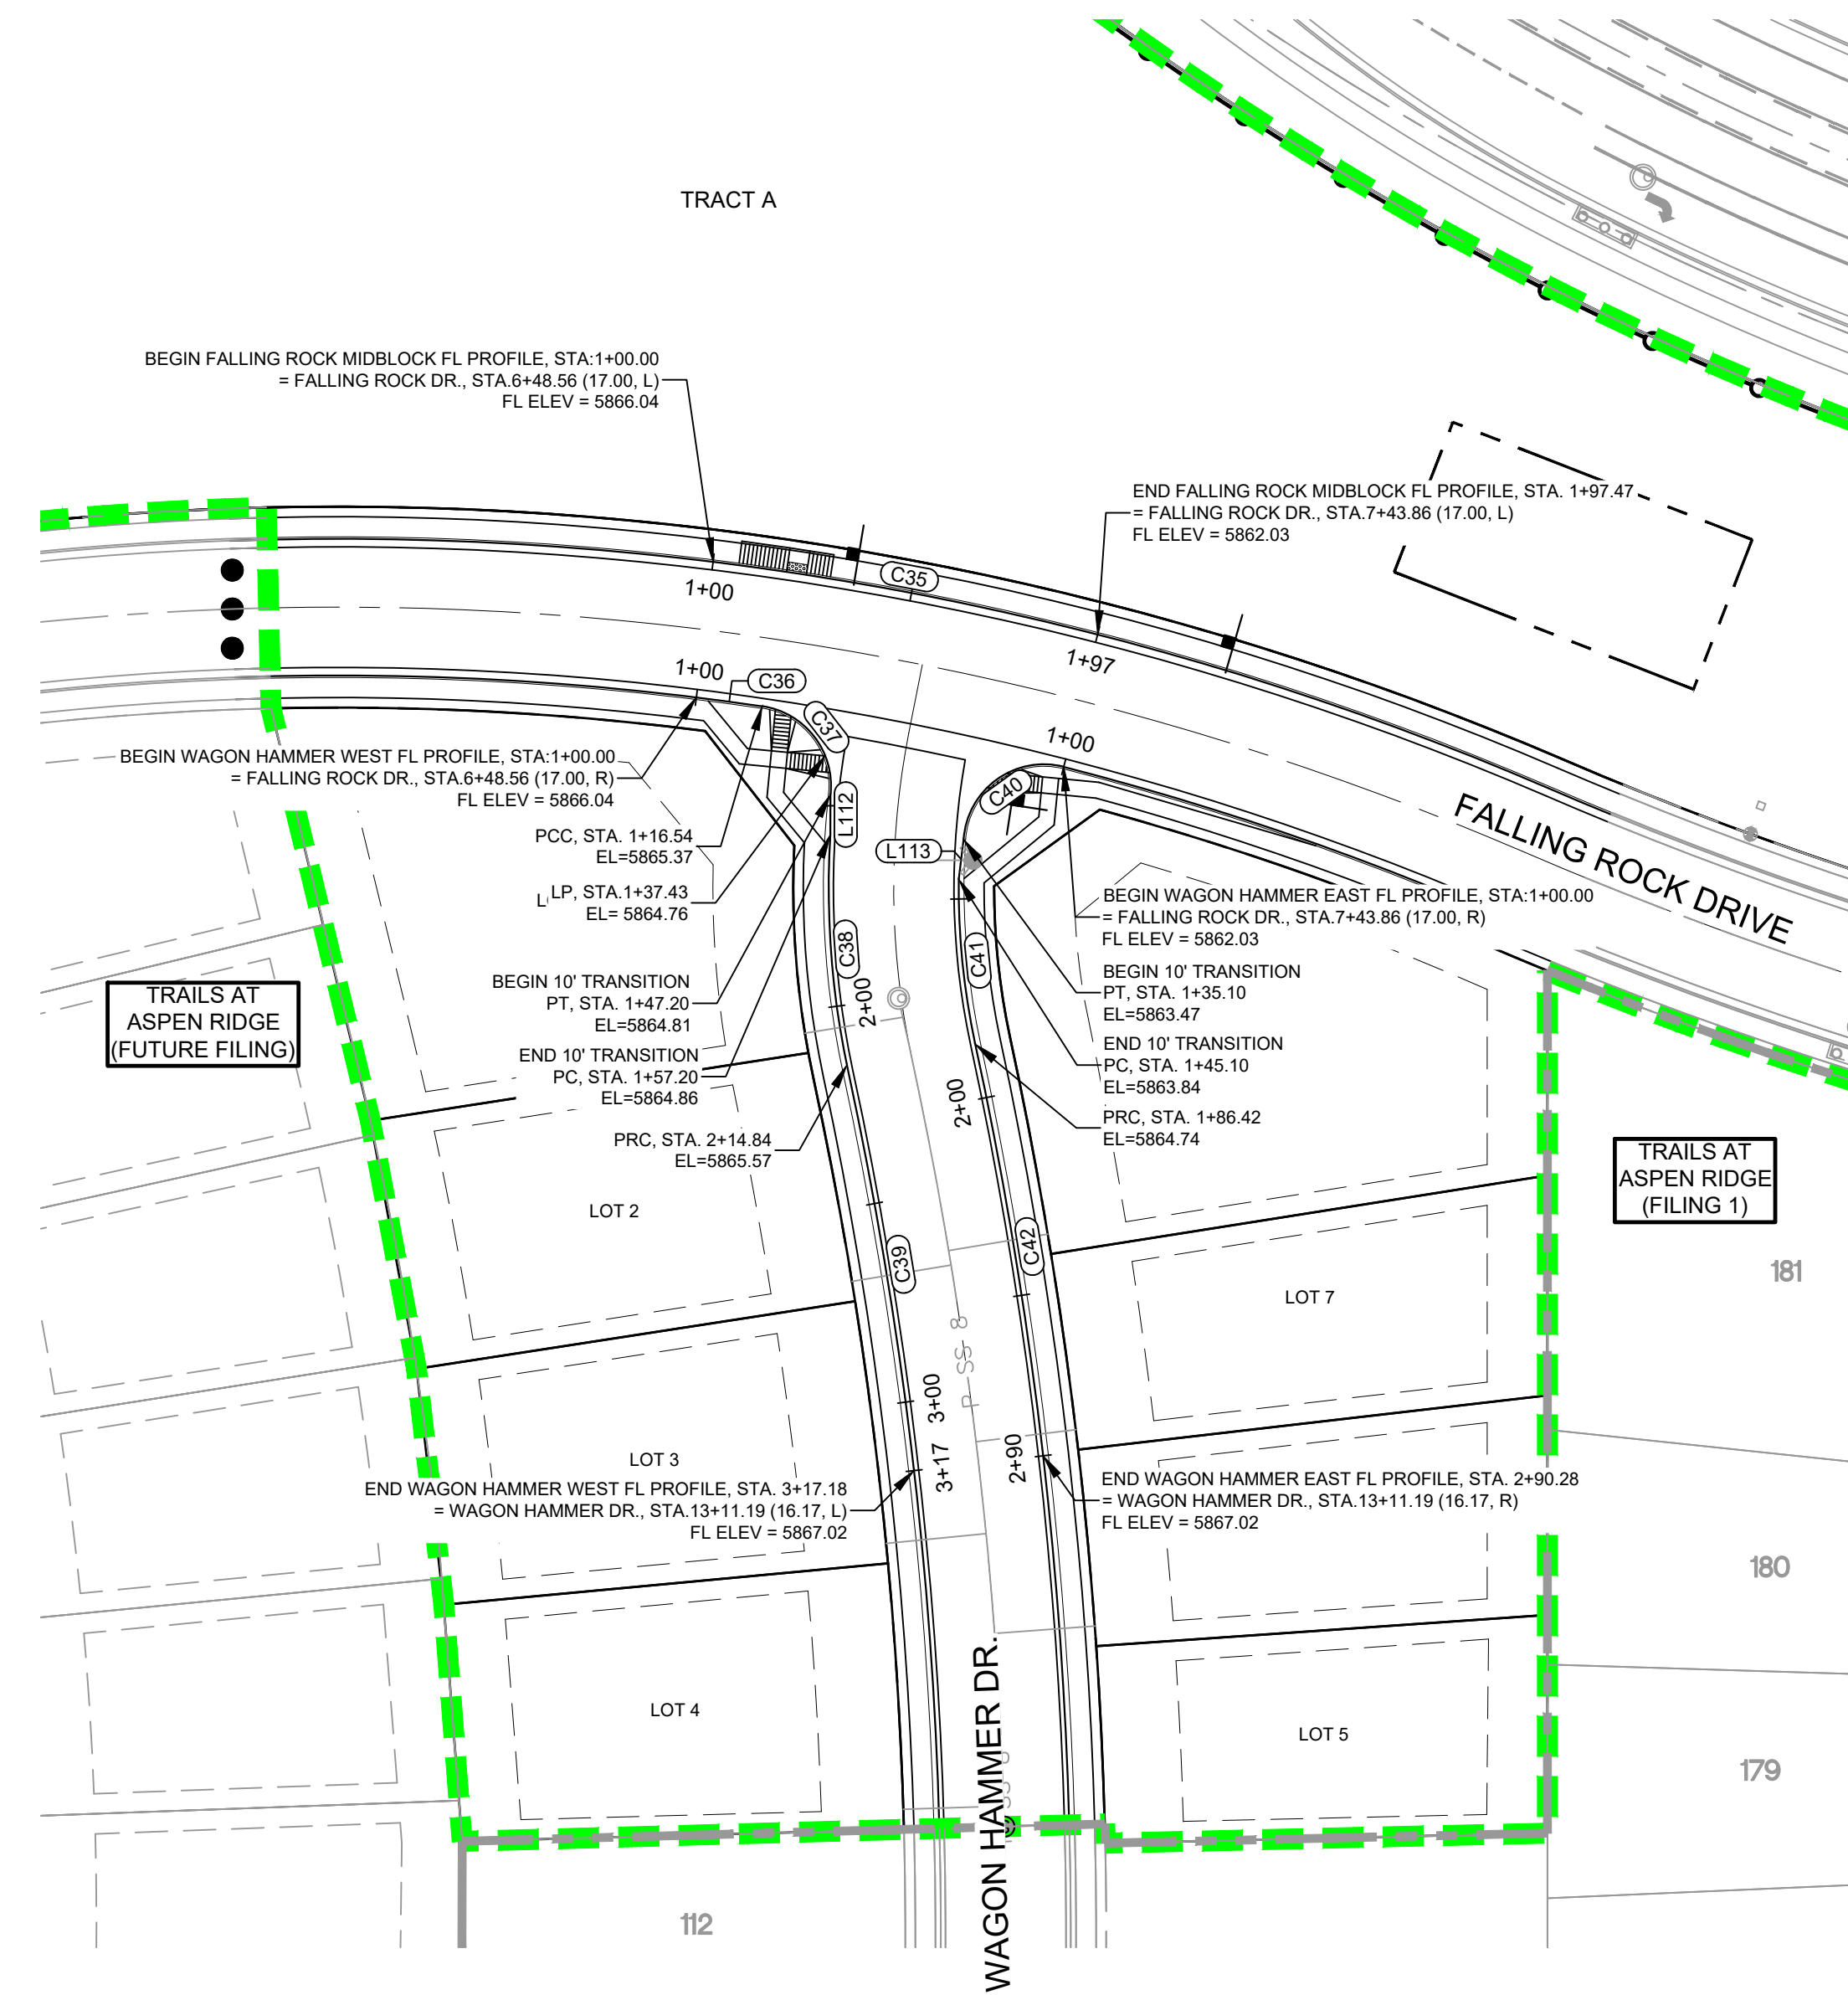 TRACT A
BEGIN FALLING ROCK MIDBLOCK FL PROFILE, STA:1+00.00
= FALLING ROCK DR., STA.6+48.56 (17.00, L)
FL ELEV = 5866.04
END FALLING ROCK MIDBLOCK FL PROFILE, STA. 1+97.47
= FALLING ROCK DR., STA.7+43.86 (17.00, L)
FL ELEV = 5862.03
C35
1+00
1+97
1+00
C36
C37
1+00
C40
BEGIN WAGON HAMMER WEST FL PROFILE, STA:1+00.00
= FALLING ROCK DR., STA.6+48.56 (17.00, R)
FL ELEV = 5866.04
PCC, STA. 1+16.54
EL=5865.37
L112
L113
FALLING ROCK DRIVE
LP, STA.1+37.43
EL= 5864.76
BEGIN WAGON HAMMER EAST FL PROFILE, STA:1+00.00
= FALLING ROCK DR., STA.7+43.86 (17.00, R)
FL ELEV = 5862.03
C38
C41
BEGIN 10' TRANSITION
PT, STA. 1+47.20
EL=5864.81
BEGIN 10' TRANSITION
PT, STA. 1+35.10
EL=5863.47
2+00
TRAILS AT
ASPEN RIDGE
(FUTURE FILING)
END 10' TRANSITION
PC, STA. 1+57.20
EL=5864.86
END 10' TRANSITION
PC, STA. 1+45.10
EL=5863.84
2+00
PRC, STA. 2+14.84
EL=5865.57
PRC, STA. 1+86.42
EL=5864.74
TRAILS AT
ASPEN RIDGE
(FILING 1)
LOT 2
C39
C42
181
LOT 7
P SS 8
3+00
LOT 3
3+17
2+90
END WAGON HAMMER WEST FL PROFILE, STA. 3+17.18
= WAGON HAMMER DR., STA.13+11.19 (16.17, L)
FL ELEV = 5867.02
END WAGON HAMMER EAST FL PROFILE, STA. 2+90.28
= WAGON HAMMER DR., STA.13+11.19 (16.17, R)
FL ELEV = 5867.02
180
LOT 4
LOT 5
179
WAGON HAMMER DR.
112